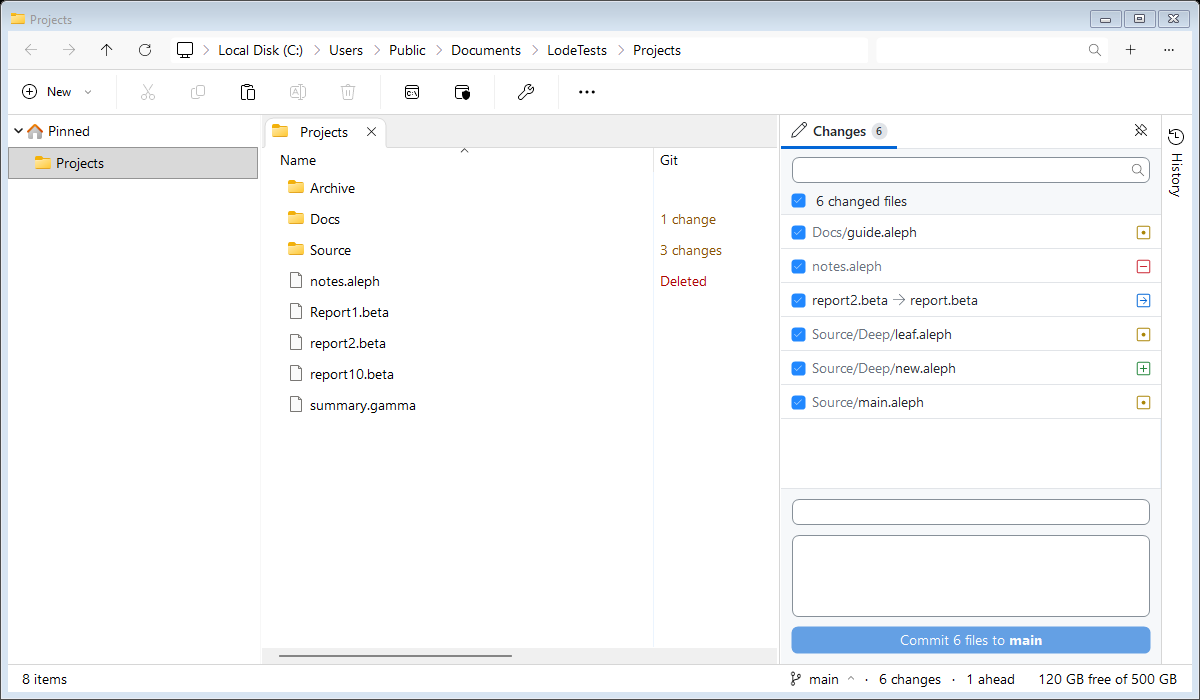 Projects
Local Disk (C:) Users Public Documents LodeTests Projects
New
Pinned
Projects
Projects
Name Git
Archive
Docs 1 change
Source 3 changes
notes.aleph Deleted
Report1.beta
report2.beta
report10.beta
summary.gamma
Changes 6
6 changed files
Docs/guide.aleph
notes.aleph
report2.beta → report.beta
Source/Deep/leaf.aleph
Source/Deep/new.aleph
Source/main.aleph
Commit 6 files to main
History
8 items
main · 6 changes · 1 ahead 120 GB free of 500 GB